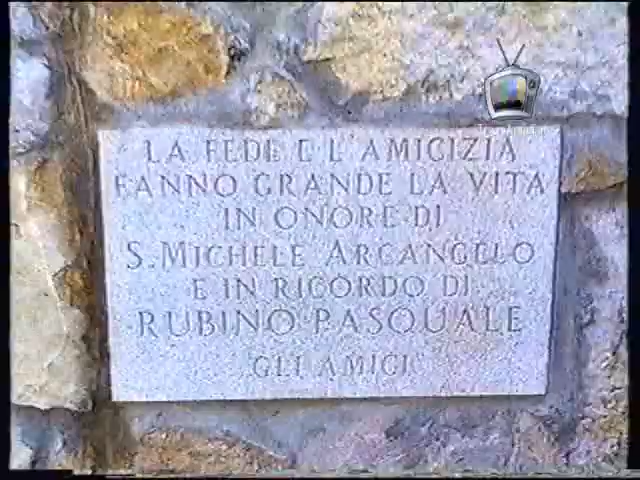 LA FEDE E L'AMICIZIA
FANNO GRANDE LA VITA
IN ONORE DI
S. MICHELE ARCANGELO
E IN RICORDO DI
RUBINO PASQUALE
GLI AMICI